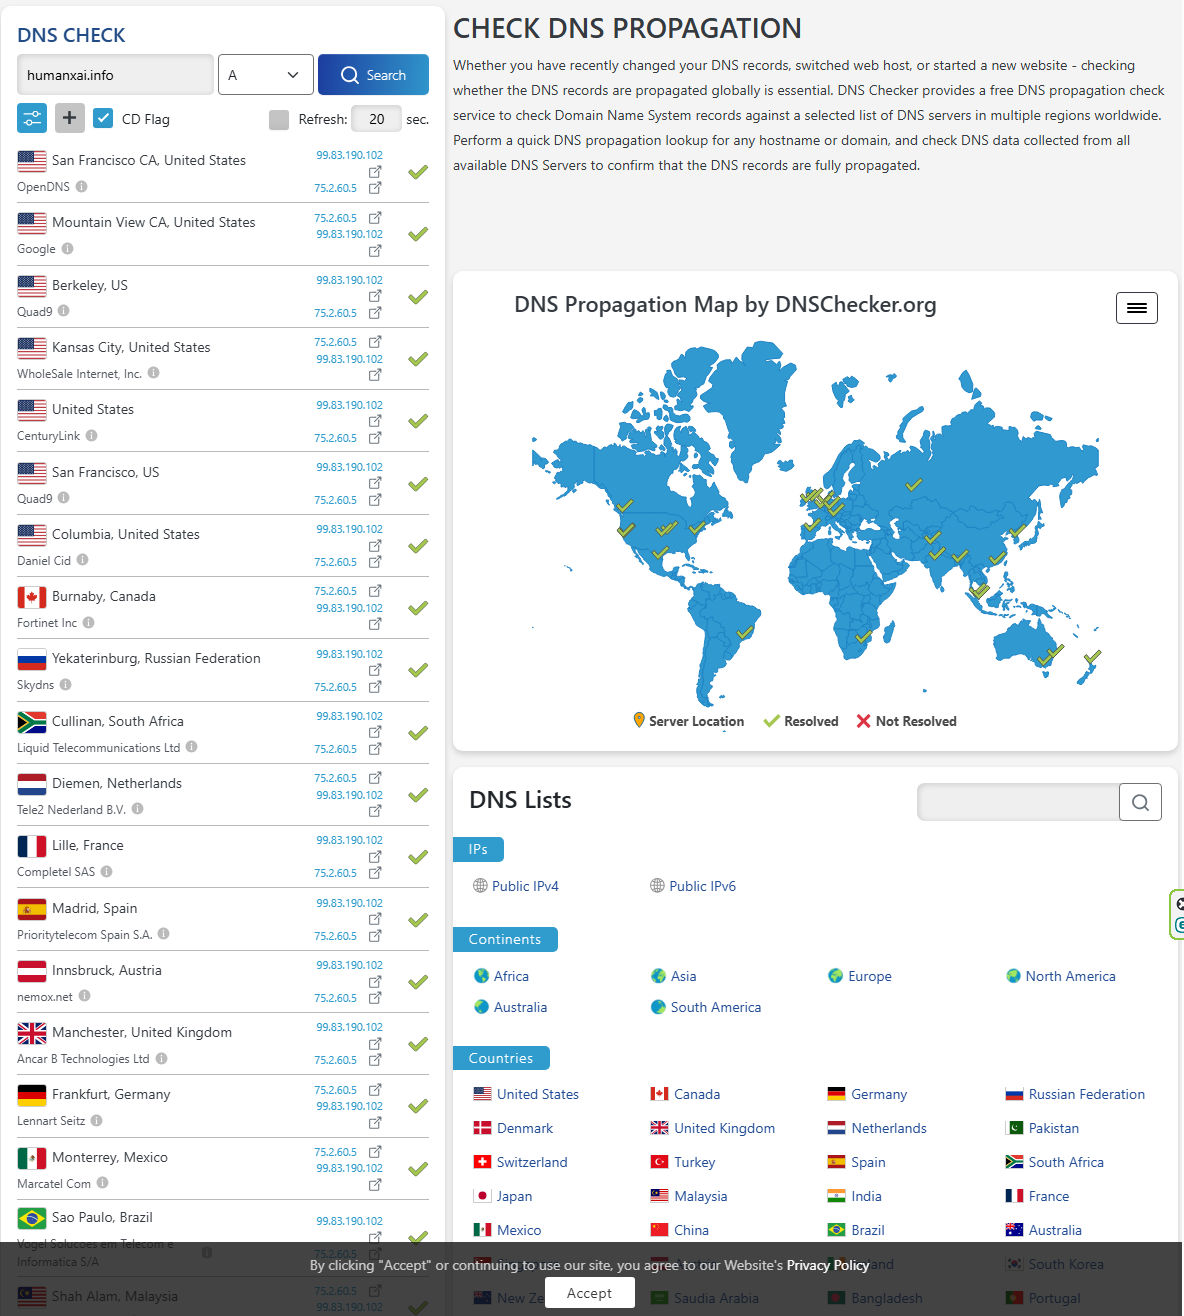 DNS CHECK
humanxai.info
A
Search
CD Flag
Refresh: 20 sec.
San Francisco CA, United States
OpenDNS
99.83.190.102
75.2.60.5
Mountain View CA, United States
Google
75.2.60.5
99.83.190.102
Berkeley, US
Quad9
99.83.190.102
75.2.60.5
Kansas City, United States
WholeSale Internet, Inc.
75.2.60.5
99.83.190.102
United States
CenturyLink
99.83.190.102
75.2.60.5
San Francisco, US
Quad9
99.83.190.102
75.2.60.5
Columbia, United States
Daniel Cid
99.83.190.102
75.2.60.5
Burnaby, Canada
Fortinet Inc
75.2.60.5
99.83.190.102
Yekaterinburg, Russian Federation
Skydns
99.83.190.102
75.2.60.5
Cullinan, South Africa
Liquid Telecommunications Ltd
99.83.190.102
75.2.60.5
Diemen, Netherlands
Tele2 Nederland B.V.
75.2.60.5
99.83.190.102
Lille, France
Completel SAS
99.83.190.102
75.2.60.5
Madrid, Spain
Prioritytelecom Spain S.A.
99.83.190.102
75.2.60.5
Innsbruck, Austria
nemox.net
99.83.190.102
75.2.60.5
Manchester, United Kingdom
Ancar B Technologies Ltd
99.83.190.102
75.2.60.5
Frankfurt, Germany
Lennart Seitz
75.2.60.5
99.83.190.102
Monterrey, Mexico
Marcatel Com
75.2.60.5
99.83.190.102
Sao Paulo, Brazil
Vogel Solucoes em Telecom e
Informatica S/A
99.83.190.102
75.2.60.5
Shah Alam, Malaysia
75.2.60.5
99.83.190.102
CHECK DNS PROPAGATION
Whether you have recently changed your DNS records, switched web host, or started a new website - checking
whether the DNS records are propagated globally is essential. DNS Checker provides a free DNS propagation check
service to check Domain Name System records against a selected list of DNS servers in multiple regions worldwide.
Perform a quick DNS propagation lookup for any hostname or domain, and check DNS data collected from all
available DNS Servers to confirm that the DNS records are fully propagated.
DNS Propagation Map by DNSChecker.org
Server Location Resolved Not Resolved
DNS Lists
IPs
Public IPv4 Public IPv6
Continents
Africa Asia Europe North America
Australia South America
Countries
United States Canada Germany Russian Federation
Denmark United Kingdom Netherlands Pakistan
Switzerland Turkey Spain South Africa
Japan Malaysia India France
Mexico China Brazil Australia
South Korea
Saudia Arabia Bangladesh Portugal
By clicking "Accept" or continuing to use our site, you agree to our Website's Privacy Policy
Accept